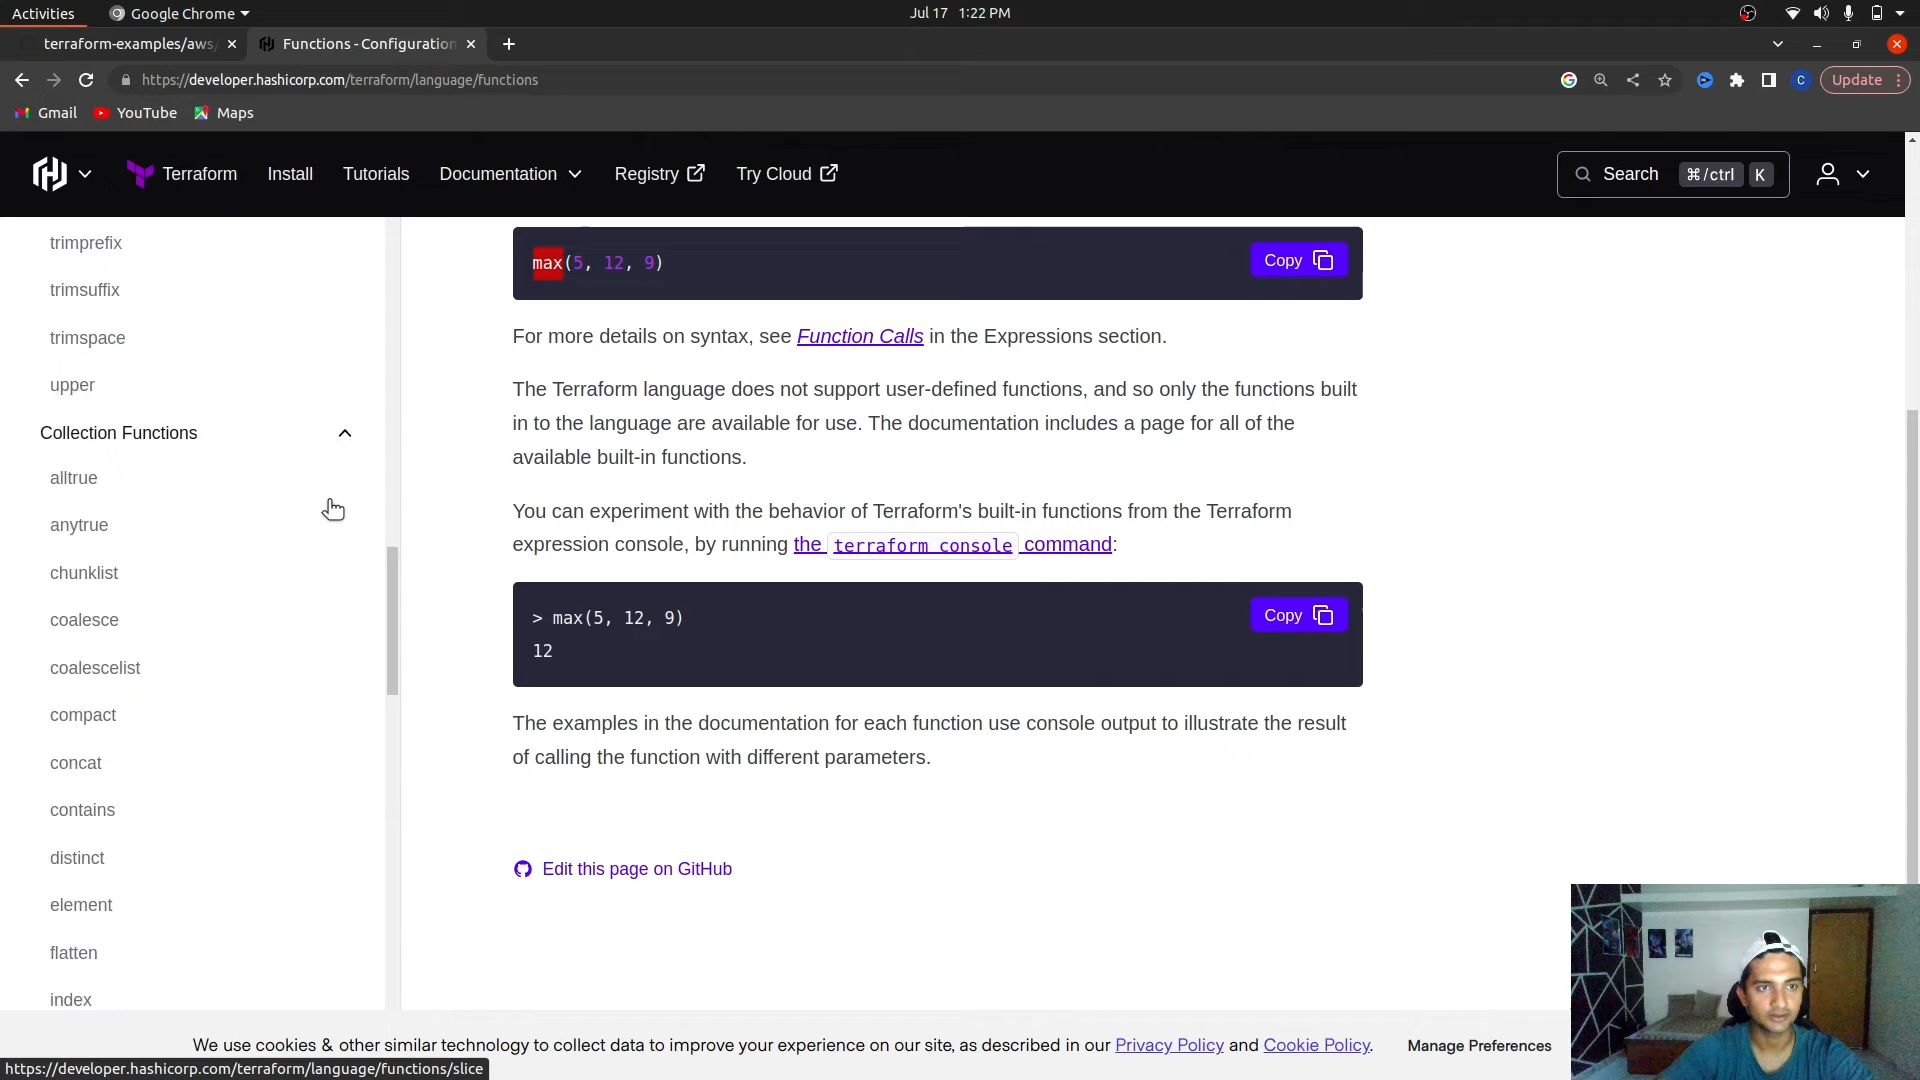 Activities
Google Chrome
Jul 17 1:22 PM
terraform-examples/aws/
Functions - Configuration
https://developer.hashicorp.com/terraform/language/functions
C
Update
Gmail
YouTube
Maps
Terraform
Install
Tutorials
Documentation
Registry
Try Cloud
Search
⌘/ctrl
K
trimprefix
trimsuffix
trimspace
upper
Collection Functions
alltrue
anytrue
chunklist
coalesce
coalescelist
compact
concat
contains
distinct
element
flatten
index
max(5, 12, 9)
Copy
For more details on syntax, see Function Calls in the Expressions section.
The Terraform language does not support user-defined functions, and so only the functions built
in to the language are available for use. The documentation includes a page for all of the
available built-in functions.
You can experiment with the behavior of Terraform's built-in functions from the Terraform
expression console, by running the terraform console command:
> max(5, 12, 9)
12
Copy
The examples in the documentation for each function use console output to illustrate the result
of calling the function with different parameters.
Edit this page on GitHub
We use cookies & other similar technology to collect data to improve your experience on our site, as described in our Privacy Policy and Cookie Policy.
Manage Preferences
https://developer.hashicorp.com/terraform/language/functions/slice